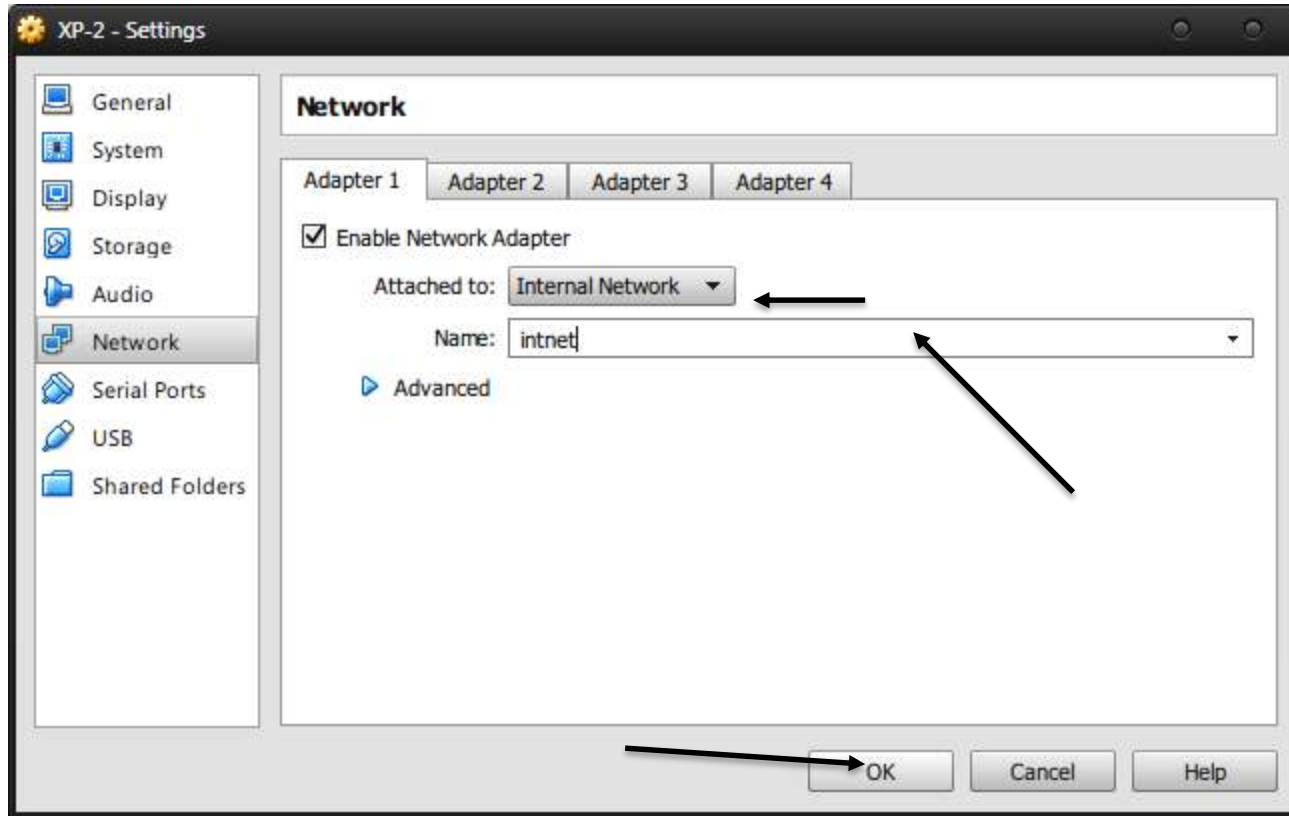 XP-2 - Settings
General
System
Display
Storage
Audio
Network
Serial Ports
USB
Shared Folders
Network
Adapter 1 Adapter 2 Adapter 3 Adapter 4
Enable Network Adapter
Attached to: Internal Network
Name: intnet
Advanced
OK Cancel Help